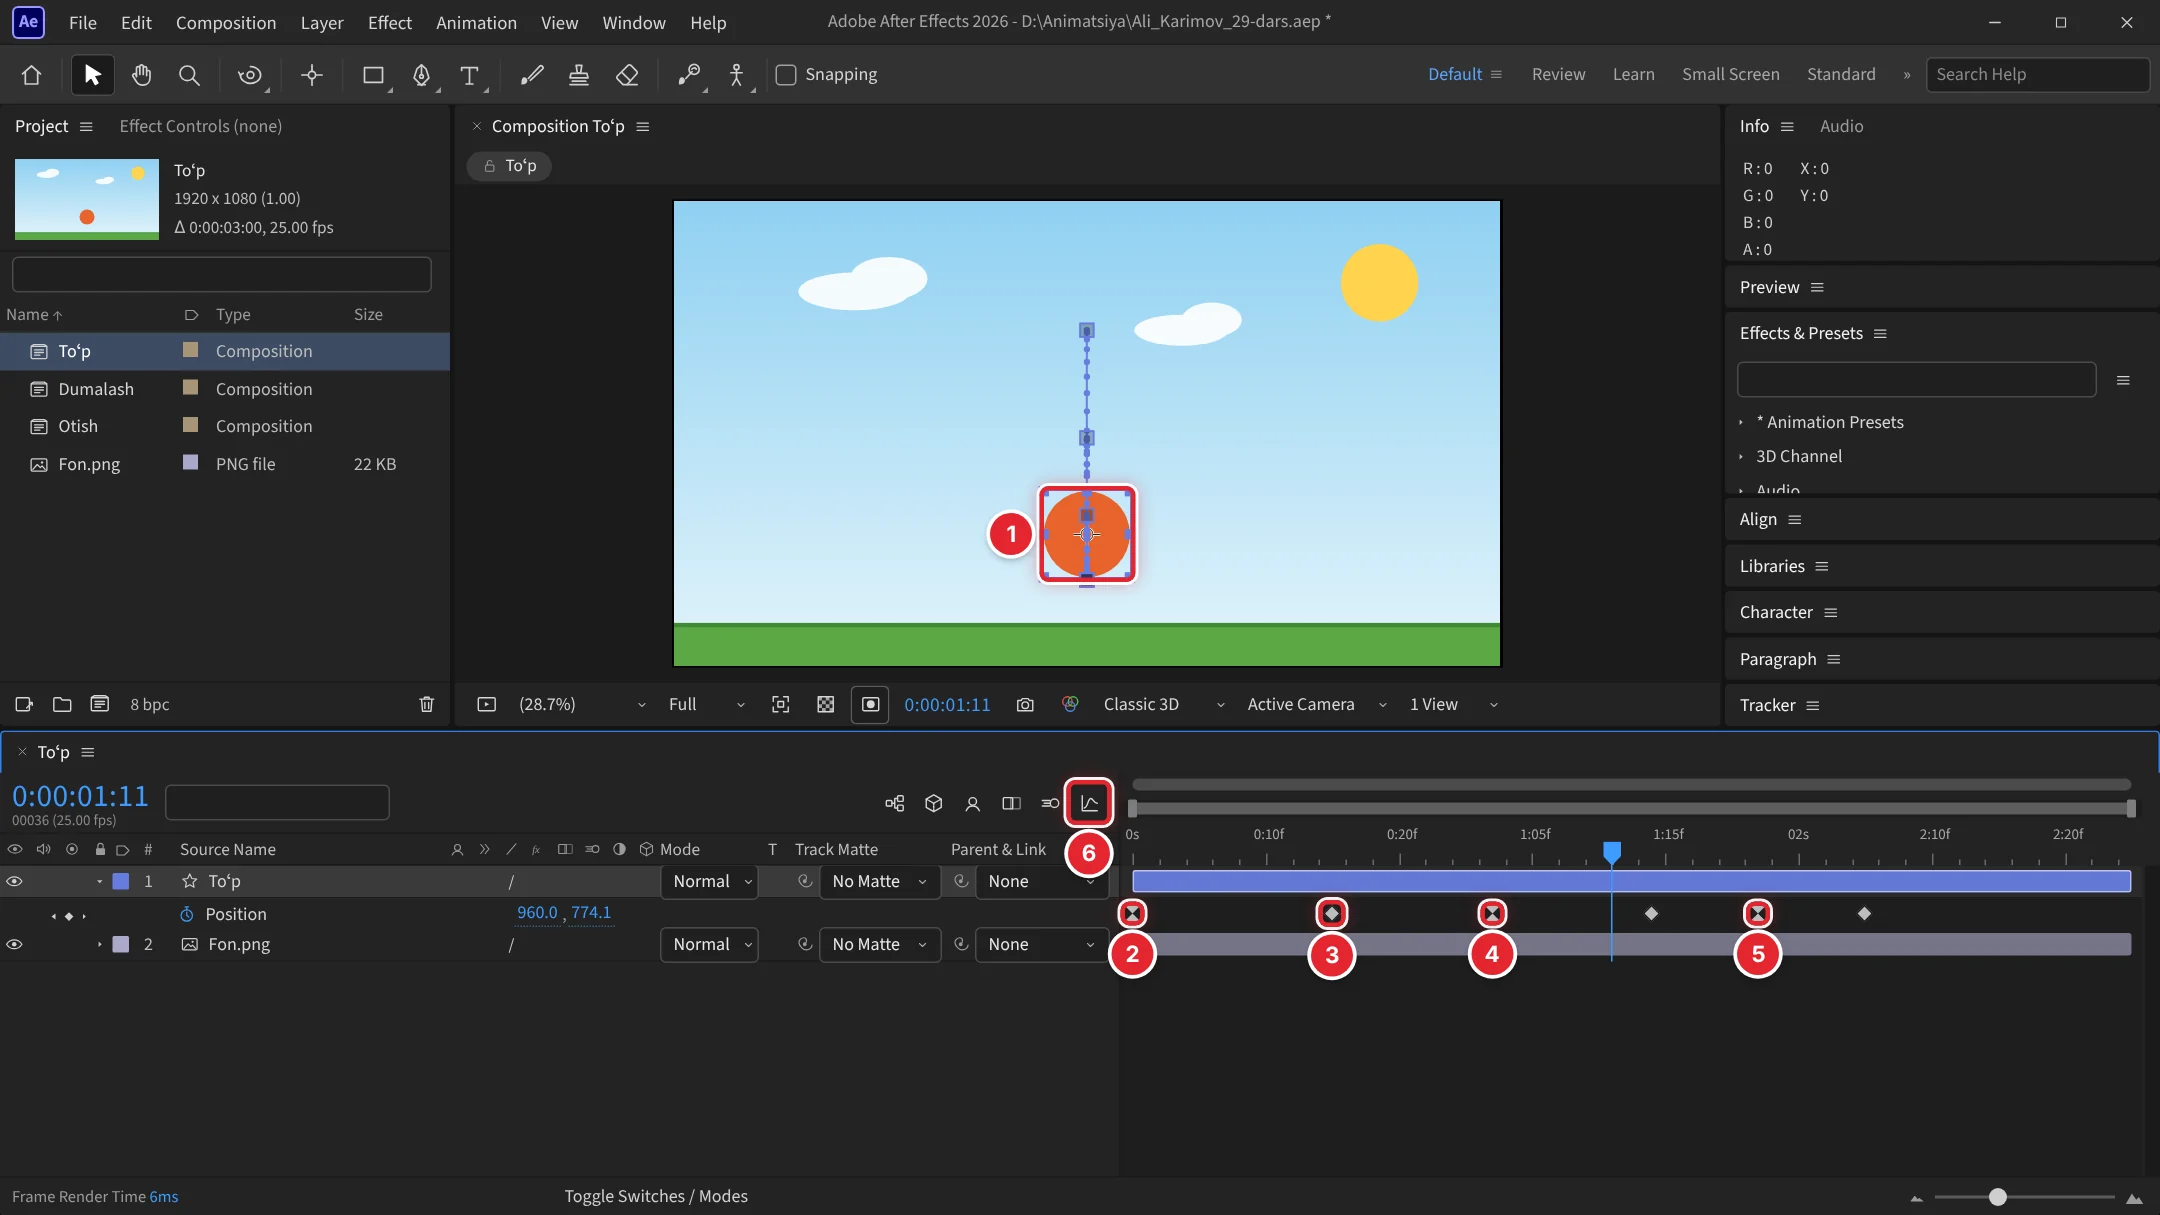 Ae File Edit Composition Layer Effect Animation View Window Help Adobe After Effects 2026 - D:\Animatsiya\Ali_Karimov_29-dars.aep *
Snapping Default Review Learn Small Screen Standard » Search Help
Project Effect Controls (none)
Toʻp
1920 x 1080 (1.00)
Δ 0:00:03:00, 25.00 fps
Name Type Size
Toʻp Composition
Dumalash Composition
Otish Composition
Fon.png PNG file 22 KB
8 bpc
Composition Toʻp
Toʻp
1
(28.7%) Full 0:00:01:11 Classic 3D Active Camera 1 View
Info Audio
R : 0 X : 0
G : 0 Y : 0
B : 0
A : 0
Preview
Effects & Presets
* Animation Presets
3D Channel
Audio
Align
Libraries
Character
Paragraph
Tracker
Toʻp
0:00:01:11
00036 (25.00 fps)
0s 0:10f 0:20f 1:05f 1:15f 02s 2:10f 2:20f
# Source Name fx Mode T Track Matte Parent & Link 6
1 Toʻp / Normal No Matte None
Position 960.0 , 774.1
2 Fon.png / Normal No Matte None 2 3 4 5
Frame Render Time 6ms Toggle Switches / Modes